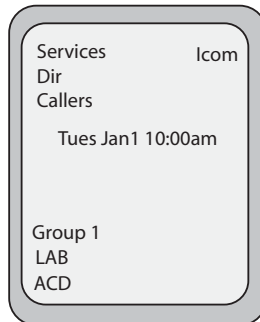 Services Icom
Dir
Callers
Tues Jan1 10:00am
Group 1
LAB
ACD